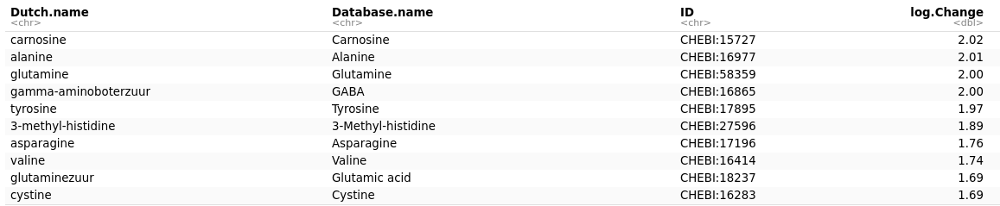 Dutch.name Database.name ID log.Change
<chr> <chr> <chr> <dbl>
carnosine Carnosine CHEBI:15727 2.02
alanine Alanine CHEBI:16977 2.01
glutamine Glutamine CHEBI:58359 2.00
gamma-aminoboterzuur GABA CHEBI:16865 2.00
tyrosine Tyrosine CHEBI:17895 1.97
3-methyl-histidine 3-Methyl-histidine CHEBI:27596 1.89
asparagine Asparagine CHEBI:17196 1.76
valine Valine CHEBI:16414 1.74
glutaminezuur Glutamic acid CHEBI:18237 1.69
cystine Cystine CHEBI:16283 1.69